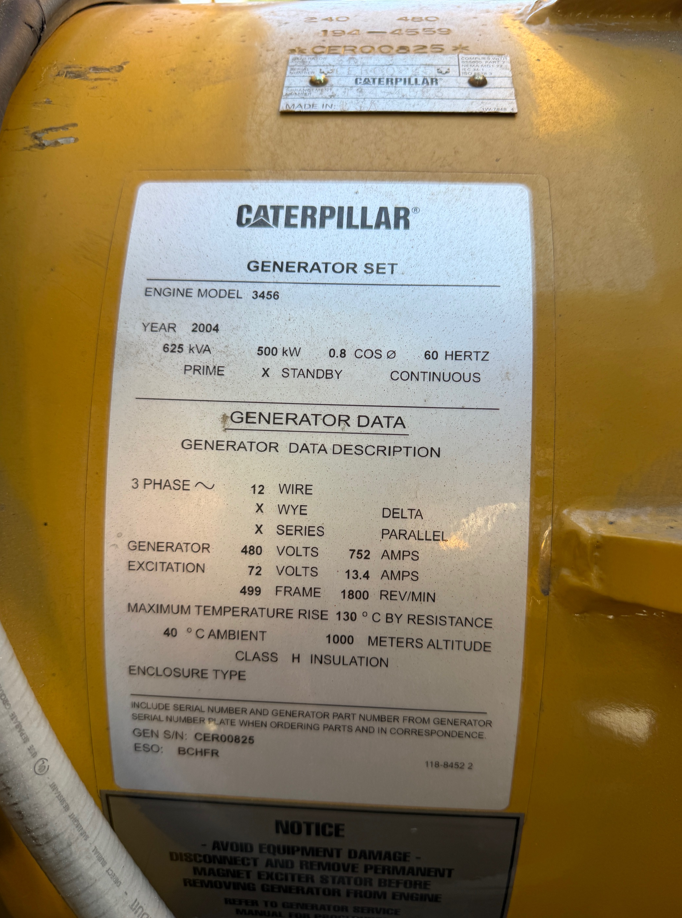 240 480
194-4559
*CER00825*
CATERPILLAR
MADE IN
CATERPILLAR®
GENERATOR SET
ENGINE MODEL 3456
YEAR 2004
625 kVA 500 kW 0.8 COS Ø 60 HERTZ
PRIME X STANDBY CONTINUOUS
GENERATOR DATA
GENERATOR DATA DESCRIPTION
3 PHASE ~ 12 WIRE
X WYE DELTA
X SERIES PARALLEL
GENERATOR 480 VOLTS 752 AMPS
EXCITATION 72 VOLTS 13.4 AMPS
499 FRAME 1800 REV/MIN
MAXIMUM TEMPERATURE RISE 130 °C BY RESISTANCE
40 °C AMBIENT 1000 METERS ALTITUDE
CLASS H INSULATION
ENCLOSURE TYPE
INCLUDE SERIAL NUMBER AND GENERATOR PART NUMBER FROM GENERATOR
SERIAL NUMBER PLATE WHEN ORDERING PARTS AND IN CORRESPONDENCE.
GEN S/N: CER00825
ESO: BCHFR
118-8452 2
NOTICE
- AVOID EQUIPMENT DAMAGE -
DISCONNECT AND REMOVE PERMANENT
MAGNET EXCITER STATOR BEFORE
REMOVING GENERATOR FROM ENGINE
REFER TO GENERATOR SERVICE
MANUAL FOR